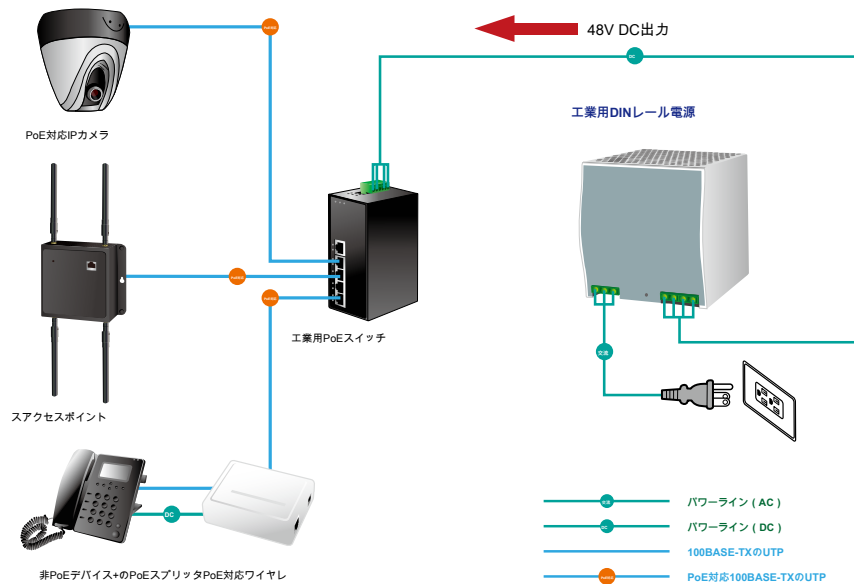 48V DC出力
DC
工業用DINレール電源
PoE対応IPカメラ
工業用PoEスイッチ
交流
スアクセスポイント
DC
非PoEデバイス+のPoEスプリッタPoE対応ワイヤレ
交流
パワーライン ( AC )
DC
パワーライン ( DC )
100BASE-TXのUTP
PoE対応100BASE-TXのUTP